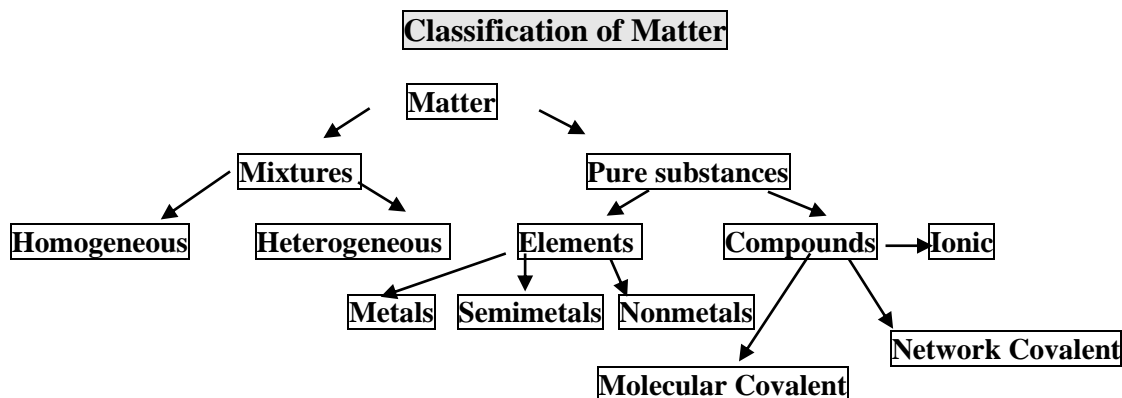 Classification of Matter
Matter
Mixtures
Pure substances
Homogeneous
Heterogeneous
Elements
Compounds
Ionic
Metals
Semimetals
Nonmetals
Network Covalent
Molecular Covalent